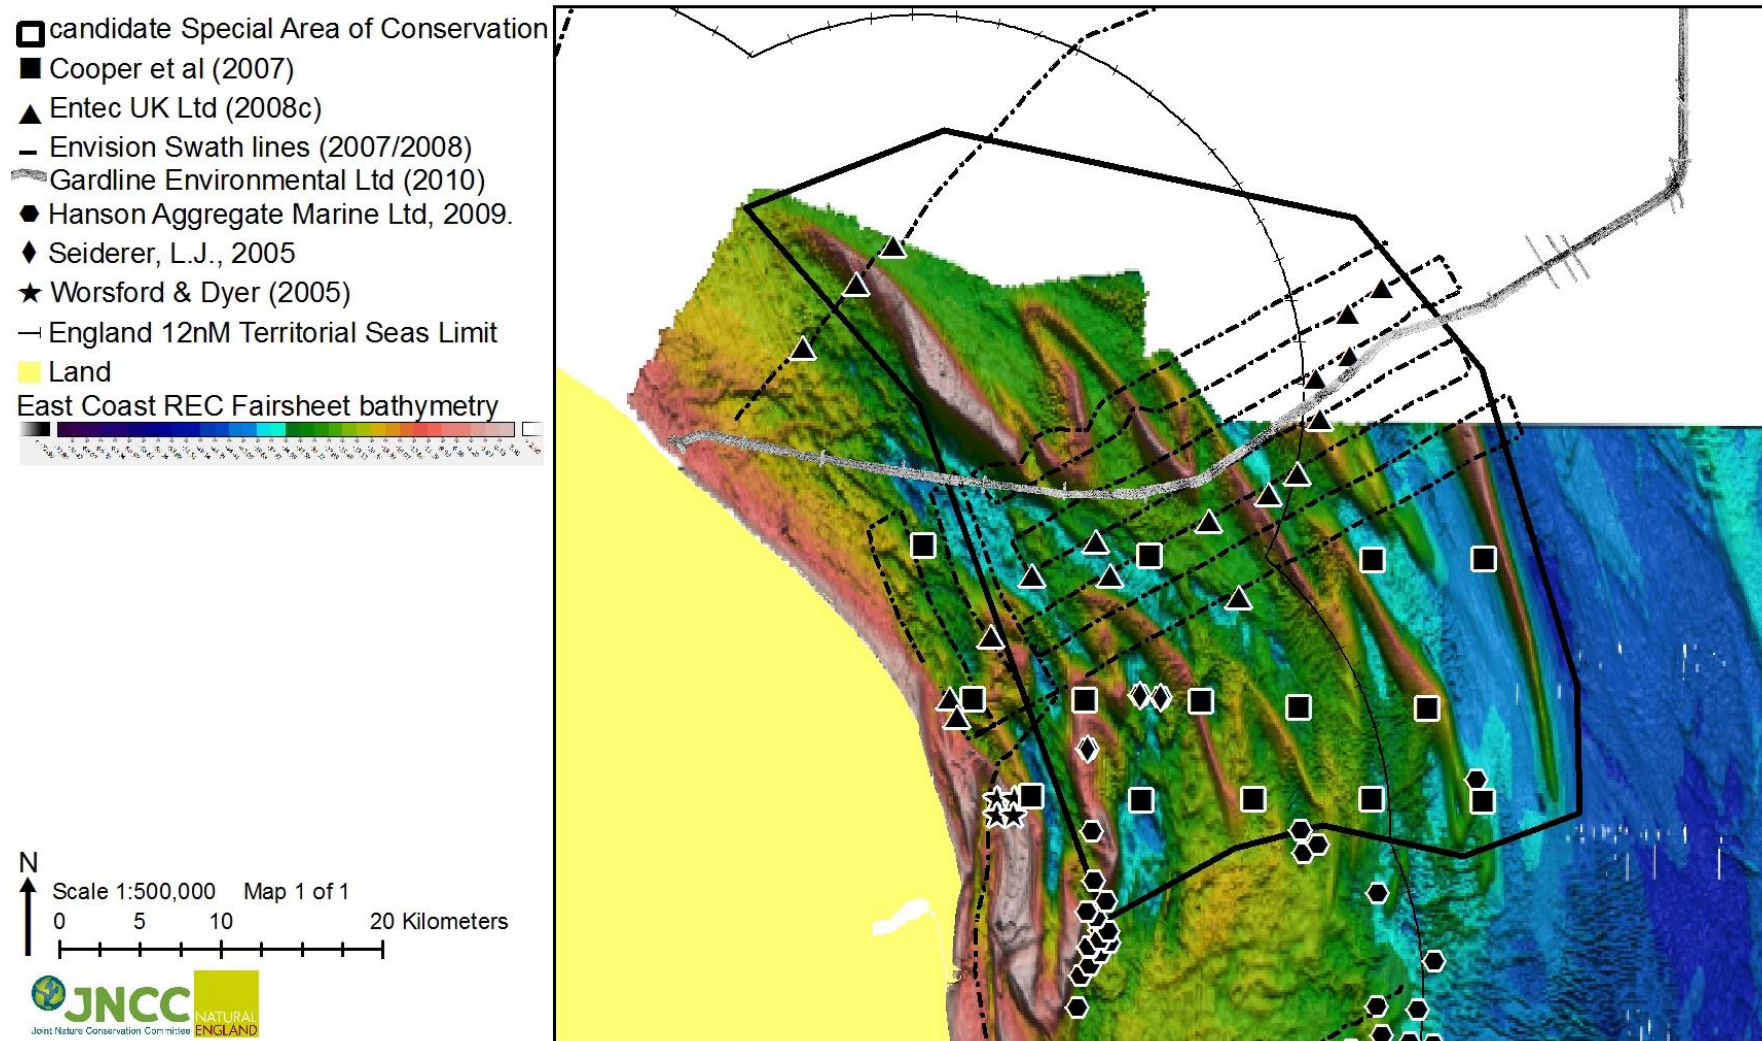 candidate Special Area of Conservation
Cooper et al (2007)
Entec UK Ltd (2008c)
Envision Swath lines (2007/2008)
Gardline Environmental Ltd (2010)
Hanson Aggregate Marine Ltd, 2009.
Seiderer, L.J., 2005
Worsford & Dyer (2005)
England 12nM Territorial Seas Limit
Land
East Coast REC Fairsheet bathymetry
N
Scale 1:500,000 Map 1 of 1
0 5 10 20 Kilometers
JNCC
Joint Nature Conservation Committee
NATURAL
ENGLAND